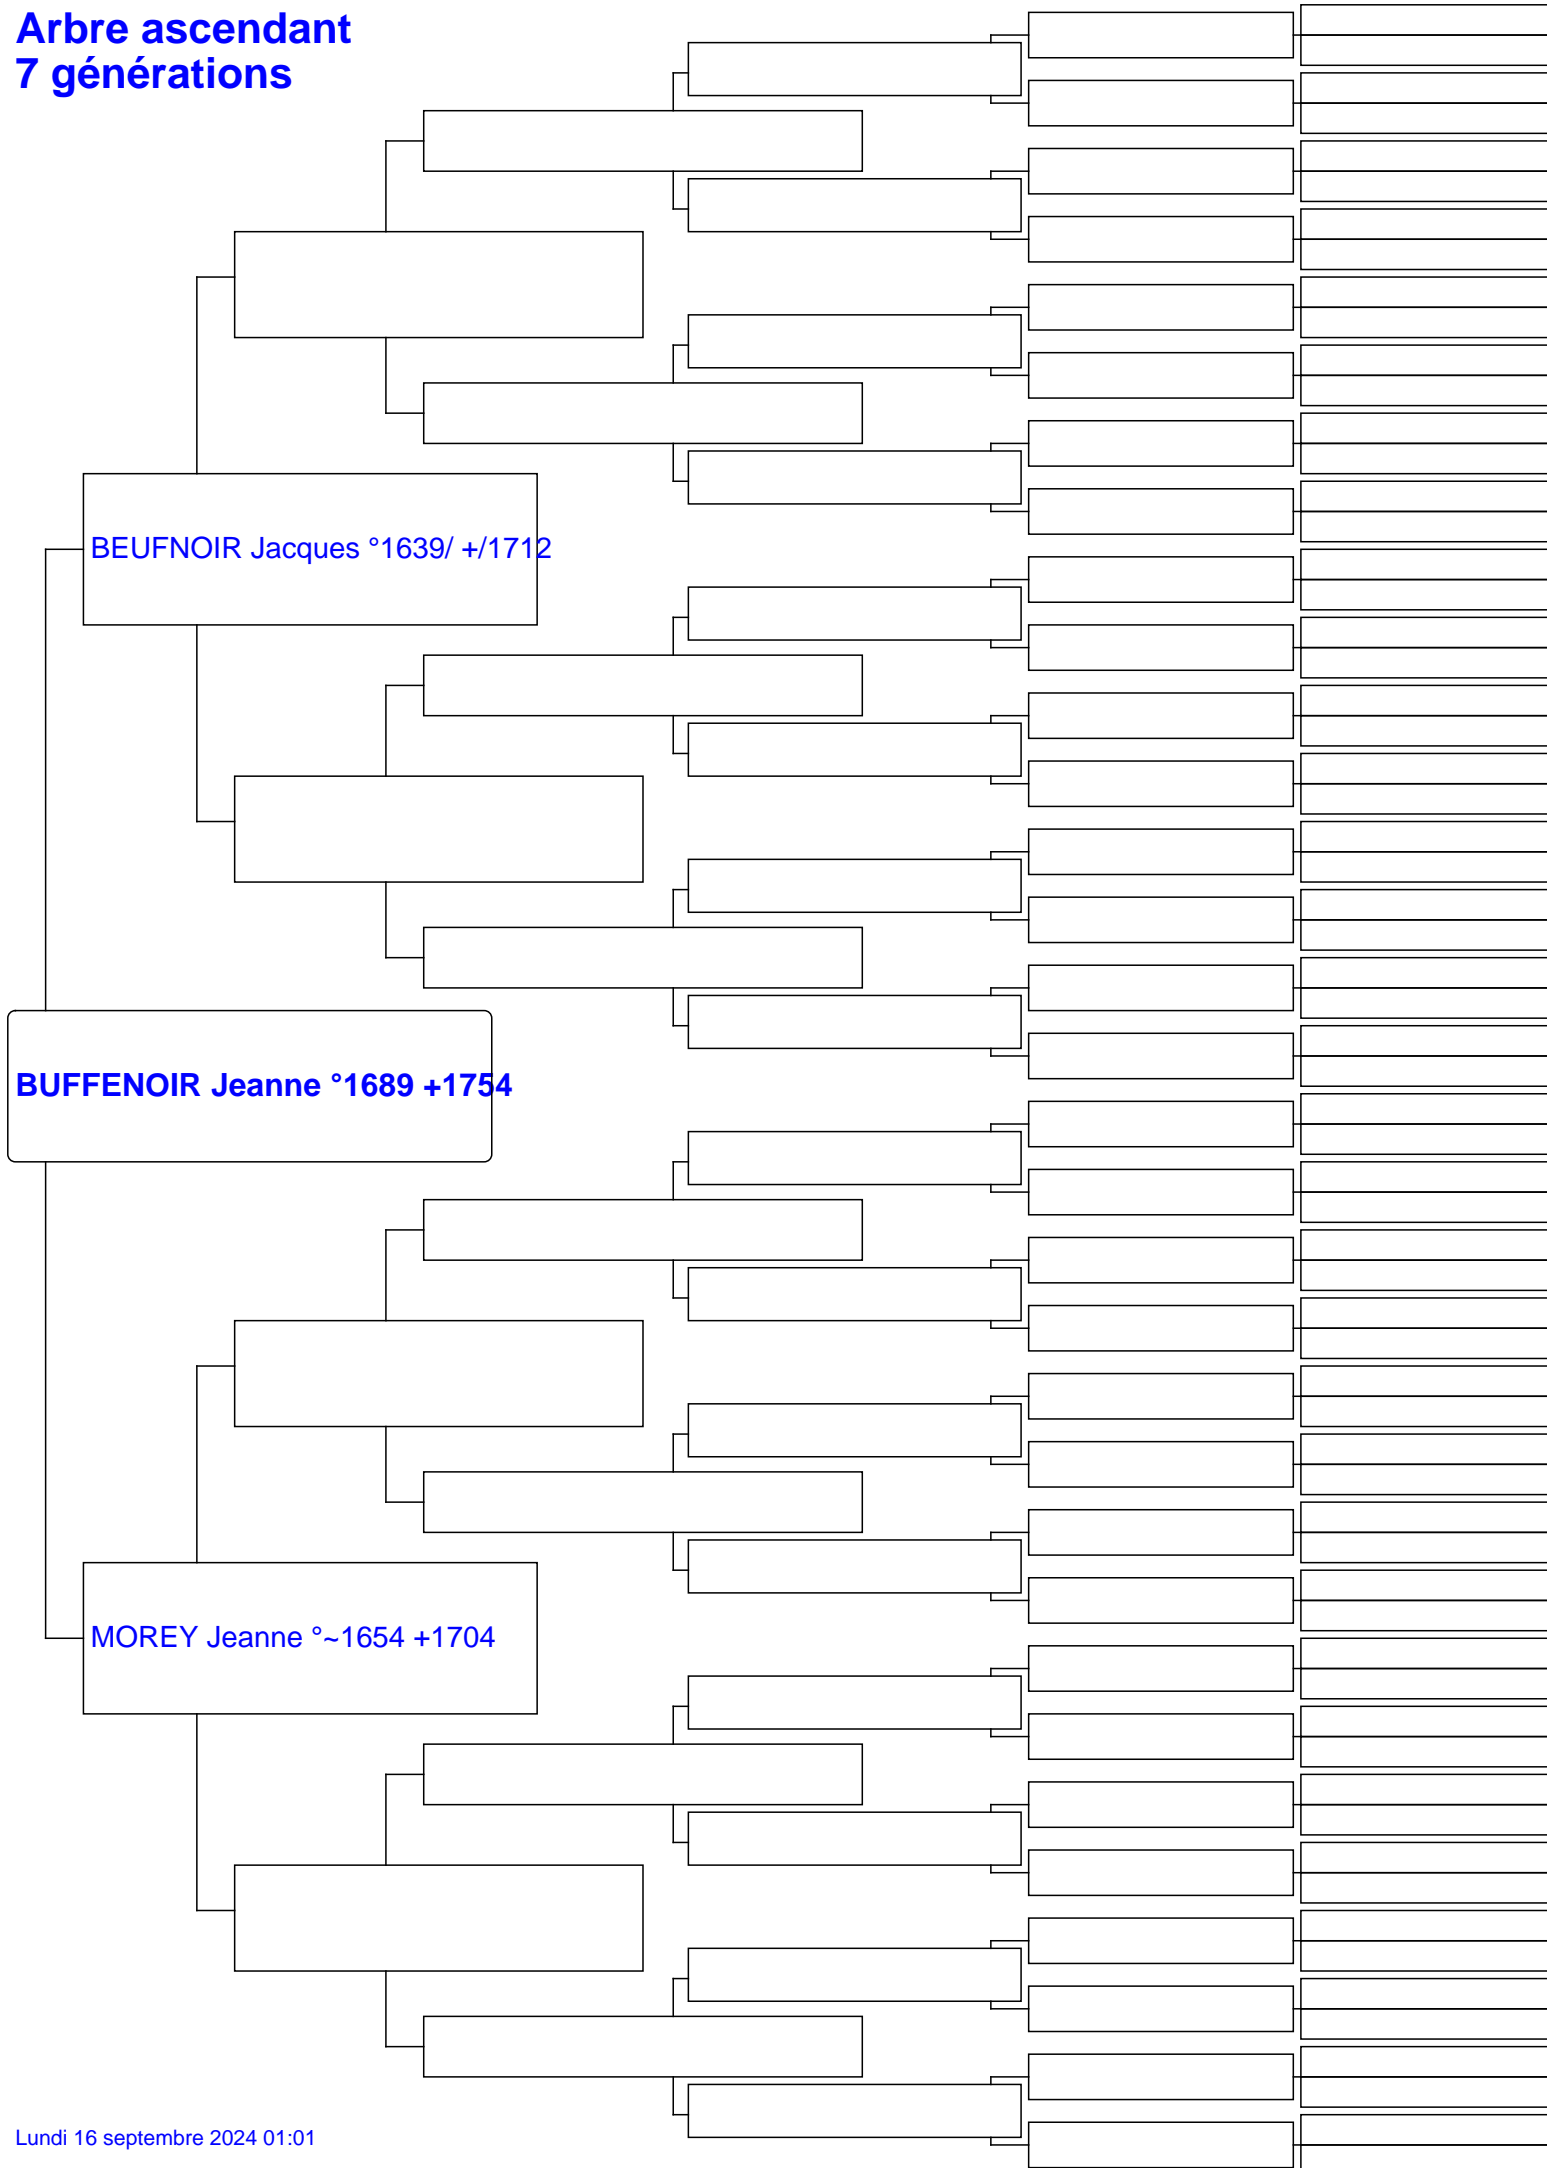 Arbre ascendant
7 générations
BEUFNOIR Jacques °1639/ +/1712
BUFFENOIR Jeanne °1689 +1754
MOREY Jeanne °~1654 +1704
Lundi 16 septembre 2024 01:01